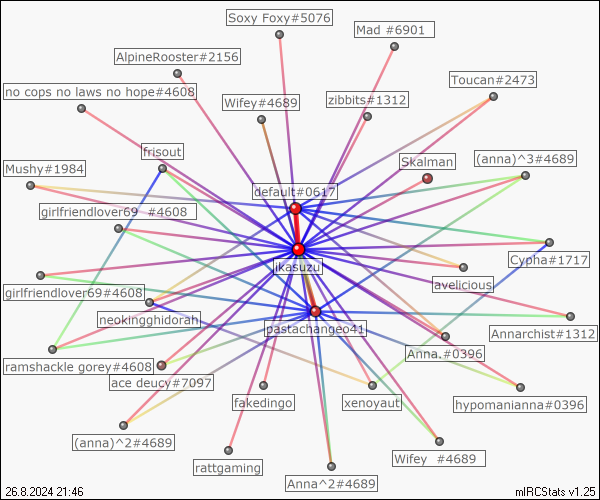 Soxy Foxy#5076
Mad #6901
AlpineRooster#2156
Toucan#2473
no cops no laws no hope#4608
Wifey#4689
zibbits#1312
frisout
Skalman
(anna)^3#4689
Mushy#1984
default#0617
girlfriendlover69 #4608
Cypha#1717
ikasuzu
avelicious
girlfriendlover69#4608
neokingghidorah
pastachangeo41
Annarchist#1312
Anna.#0396
ramshackle gorey#4608
ace deucy#7097
fakedingo
xenoyaut
hypomanianna#0396
(anna)^2#4689
rattgaming
Wifey #4689
Anna^2#4689
26.8.2024 21:46
mIRCStats v1.25